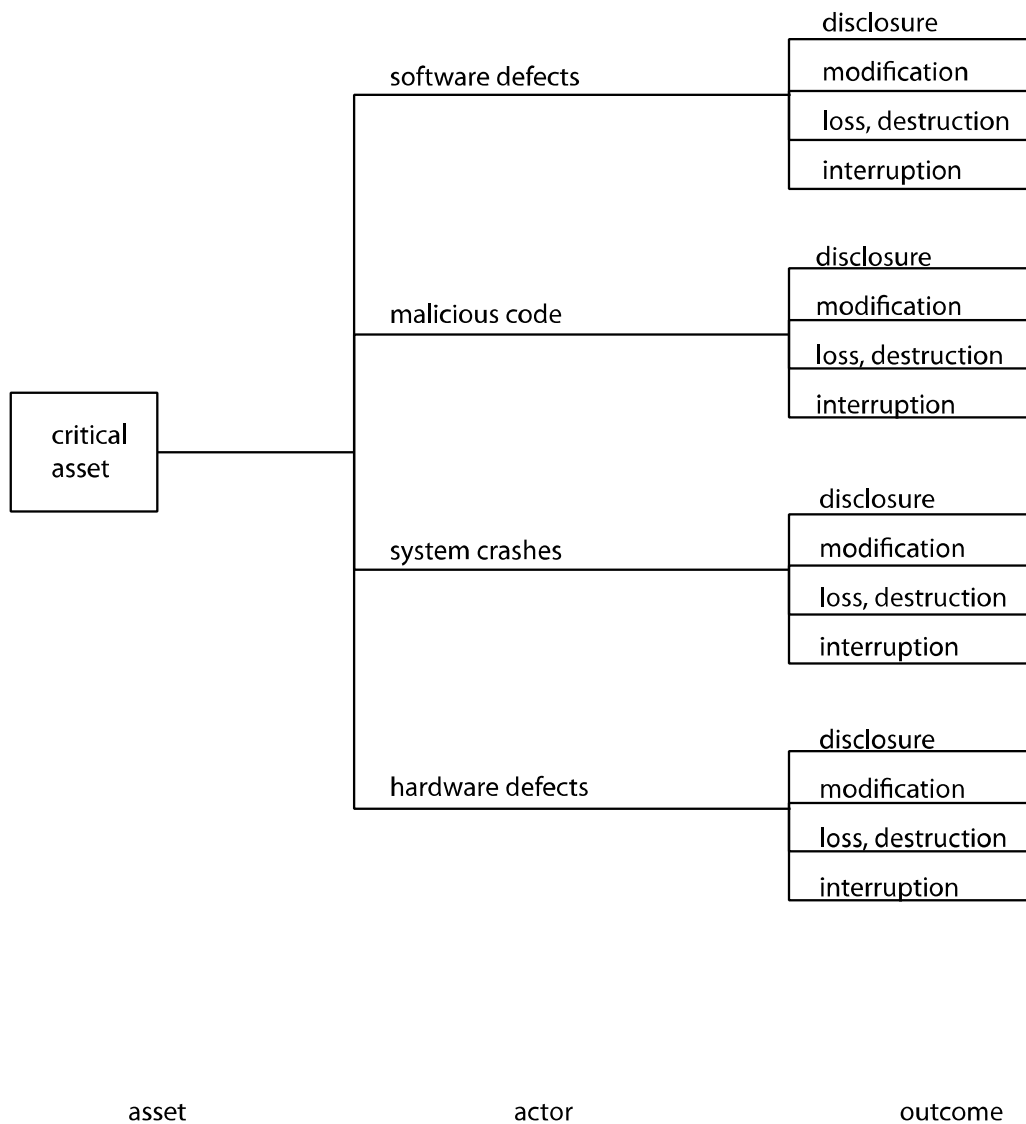 disclosure
software defects
modification
loss, destruction
interruption
disclosure
malicious code
modification
loss, destruction
interruption
critical
asset
disclosure
system crashes
modification
loss, destruction
interruption
disclosure
hardware defects
modification
loss, destruction
interruption
asset
actor
outcome